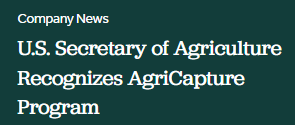 Company News
U.S. Secretary of Agriculture
Recognizes AgriCapture
Program